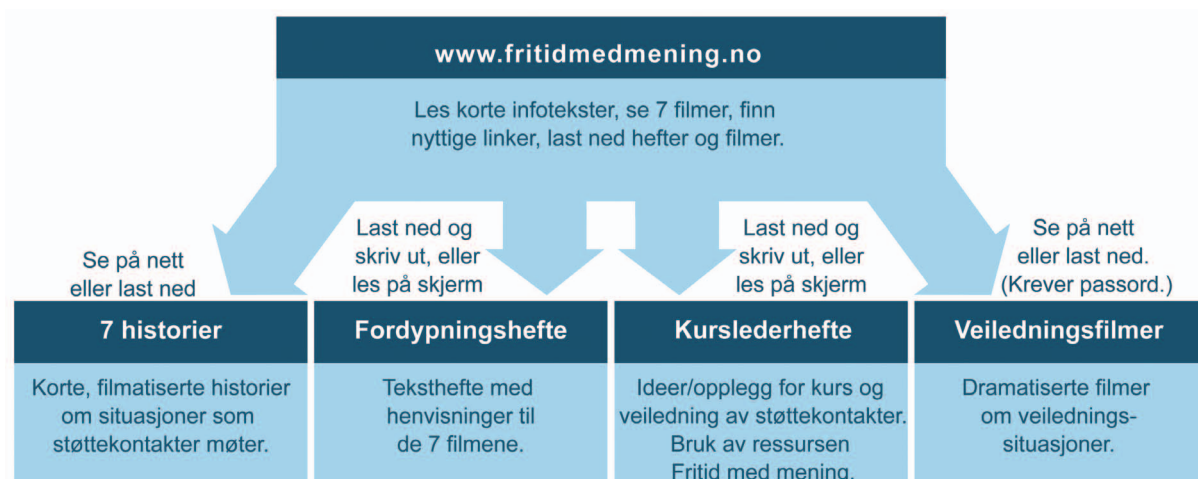 www.fritidmedmening.no
Les korte infotekster, se 7 filmer, finn
nyttige linker, last ned hefter og filmer.
Se på nett
eller last ned
Last ned og
skriv ut, eller
les på skjerm
Last ned og
skriv ut, eller
les på skjerm
Se på nett
eller last ned.
(Krever passord.)
7 historier
Korte, filmatiserte historier
om situasjoner som
støttekontakter møter.
Fordypningshefte
Teksthefte med
henvisninger til
de 7 filmene.
Kurslederhefte
Ideer/opplegg for kurs og
veiledning av støttekontakter.
Bruk av ressursen
Fritid med mening.
Veiledningsfilmer
Dramatiserte filmer
om veilednings-
situasjoner.